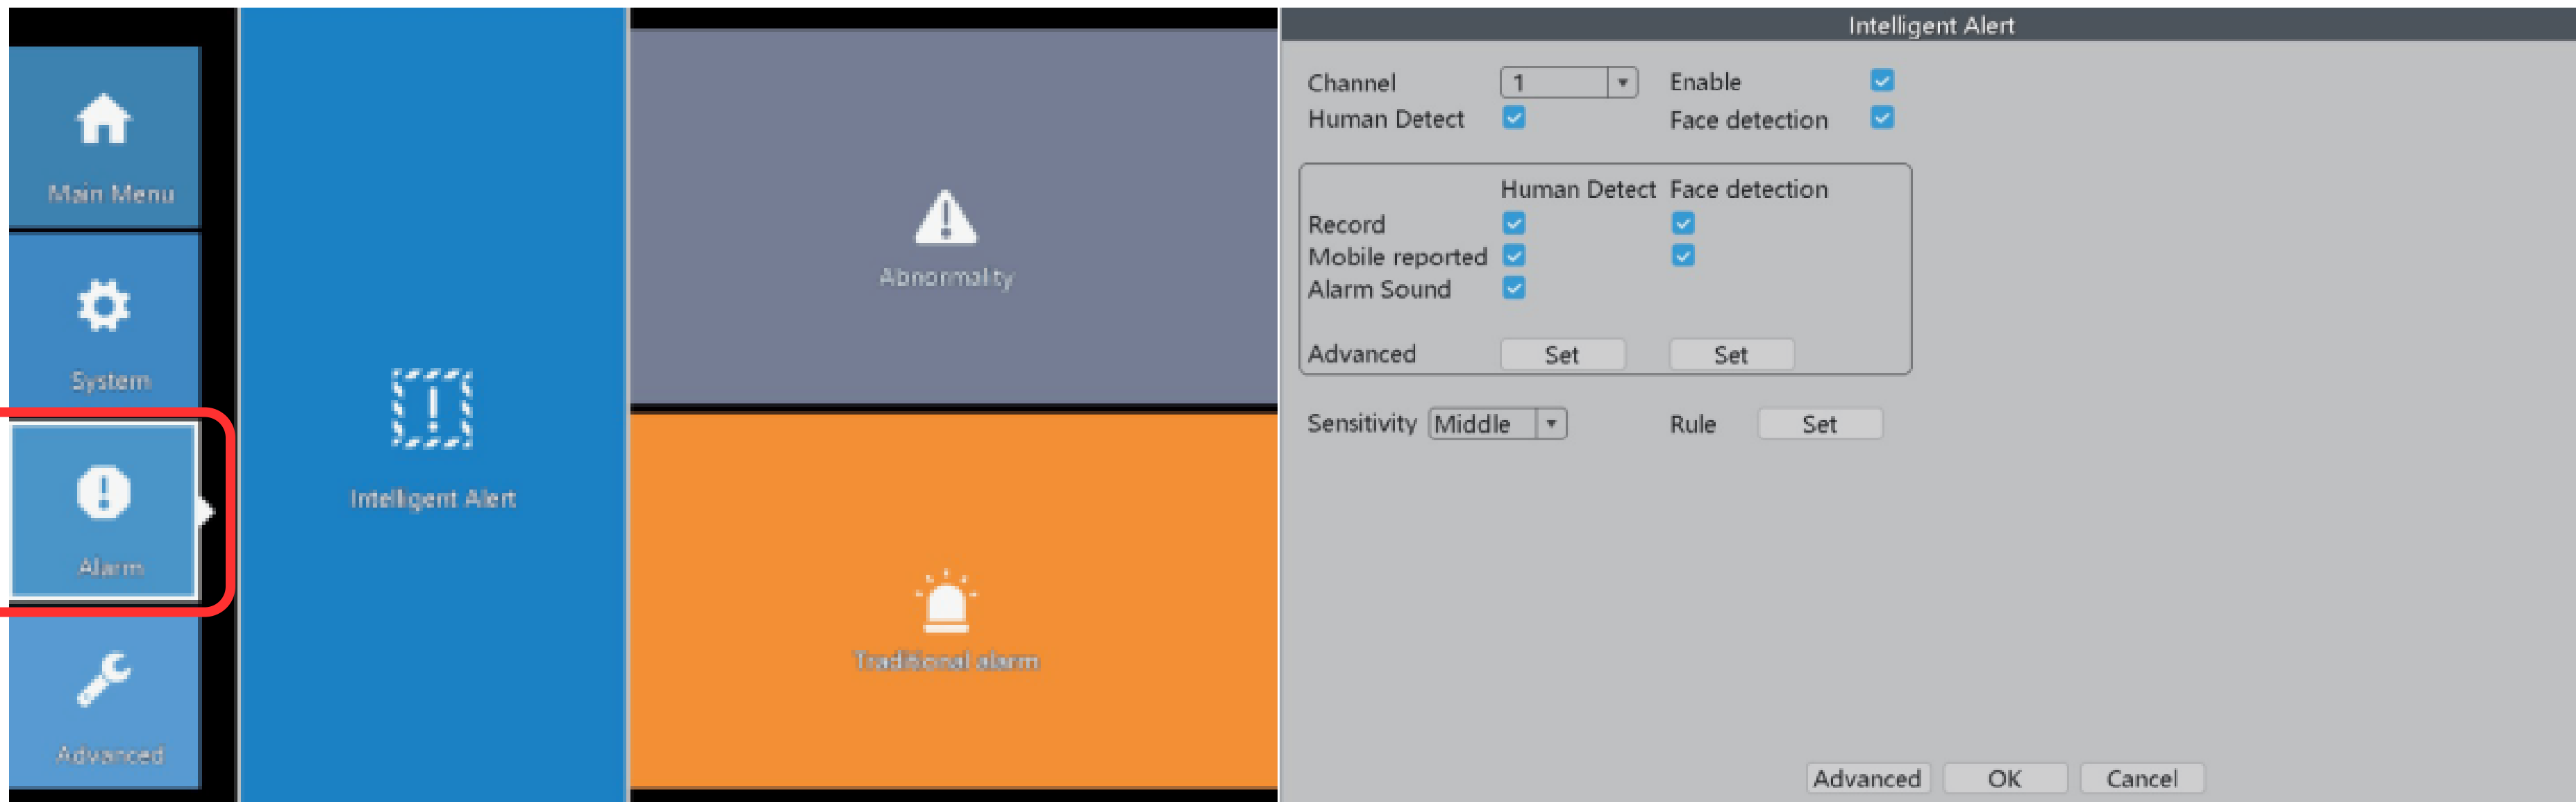 Main Menu
System
Alarm
Advanced
Intelligent Alert
Abnormality
Traditional alarm
Intelligent Alert
Channel 1 Enable
Human Detect Face detection
Human Detect Face detection
Record
Mobile reported
Alarm Sound
Advanced Set Set
Sensitivity Middle Rule Set
Advanced OK Cancel